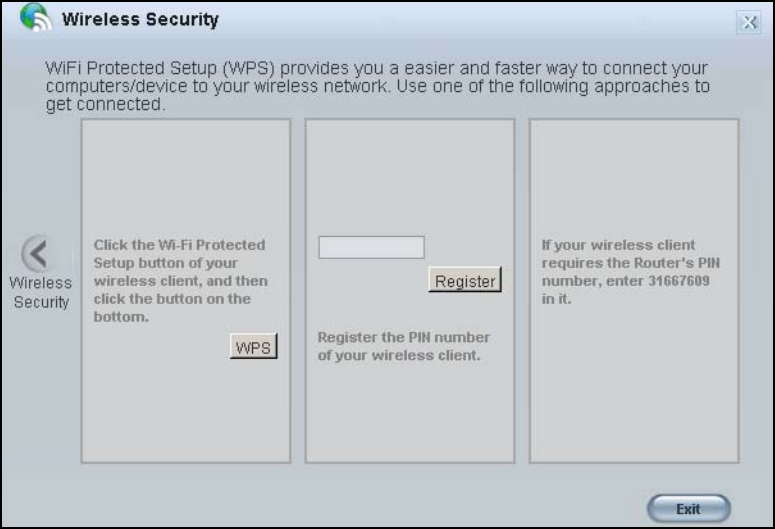 Wireless Security
WiFi Protected Setup (WPS) provides you a easier and faster way to connect your
computers/device to your wireless network. Use one of the following approaches to
get connected.
Wireless
Security
Click the Wi-Fi Protected
Setup button of your
wireless client, and then
click the button on the
bottom.
WPS
Register
Register the PIN number
of your wireless client.
If your wireless client
requires the Router's PIN
number, enter 31667609
in it.
Exit